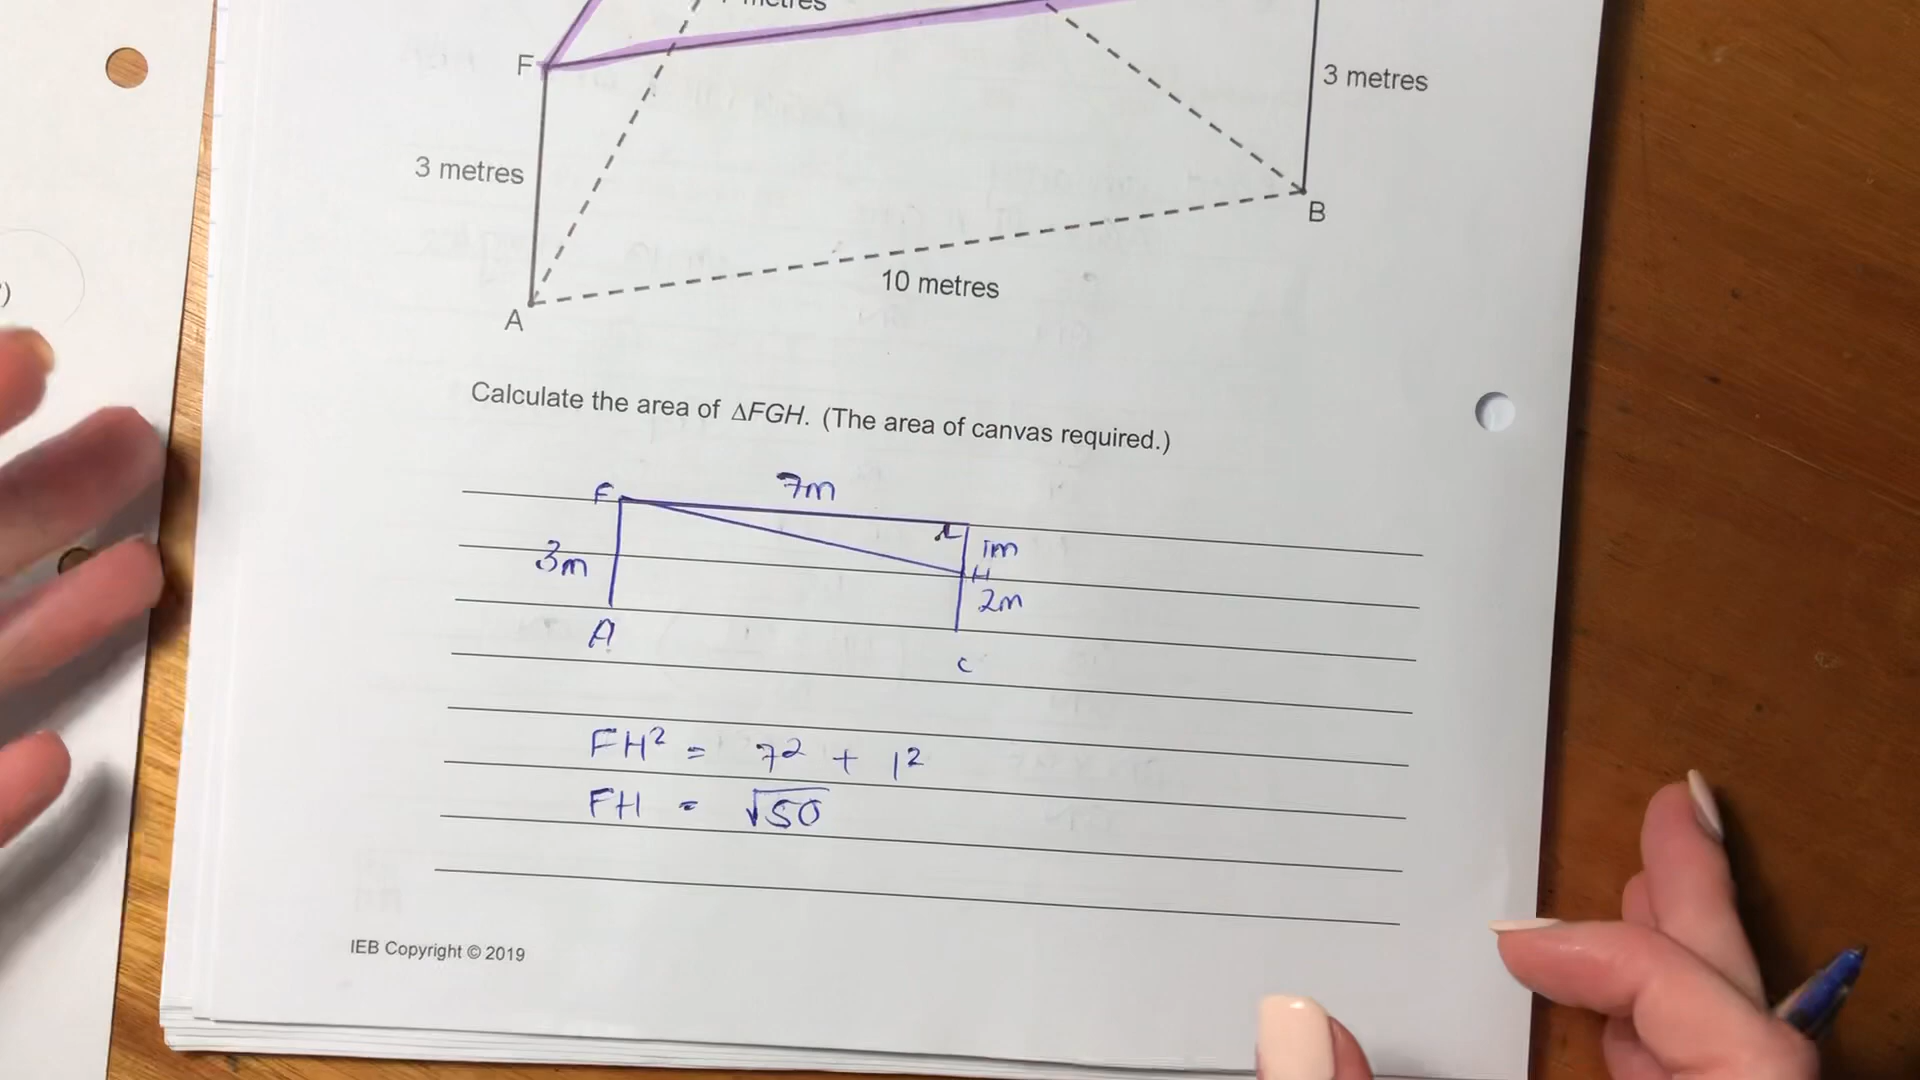 metres
F
3 metres
3 metres
B
10 metres
A
Calculate the area of ΔFGH. (The area of canvas required.)
F 7m
3m 1m
H
2m
A
C
FH² = 7² + 1²
FH = √50
IEB Copyright © 2019